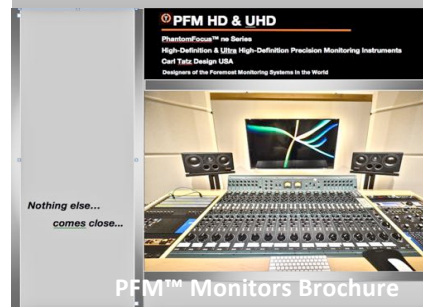 PFM HD & UHD
PhantomFocus™ ne Series
High-Definition & Ultra High-Definition Precision Monitoring Instruments
Carl Tatz Design USA
Designers of the Foremost Monitoring Systems in the World
Nothing else...
comes close...
PFM™ Monitors Brochure